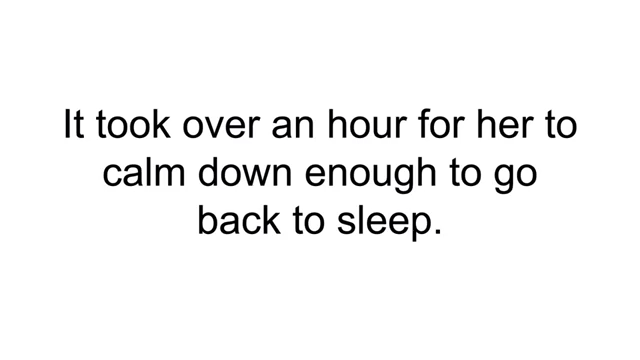 It took over an hour for her to
calm down enough to go
back to sleep.